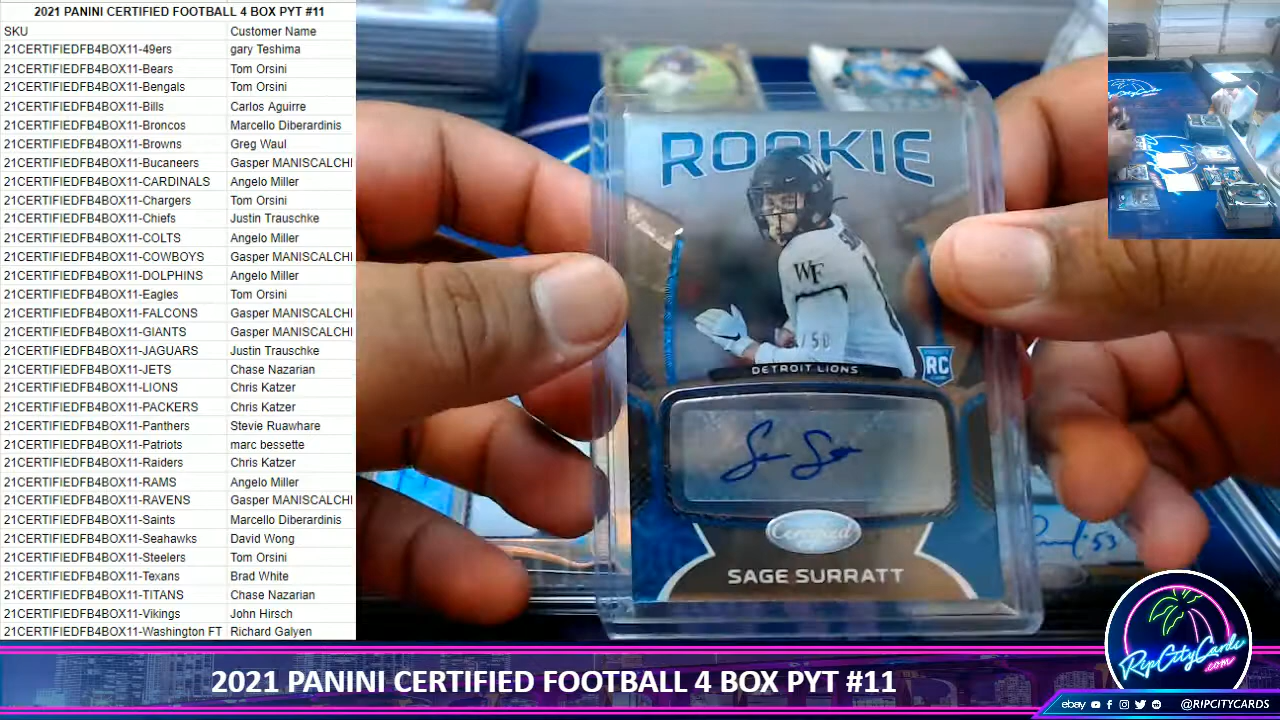 2021 PANINI CERTIFIED FOOTBALL 4 BOX PYT #11
SKU Customer Name
21CERTIFIEDFB4BOX11-49ers gary Teshima
21CERTIFIEDFB4BOX11-Bears Tom Orsini
21CERTIFIEDFB4BOX11-Bengals Tom Orsini
21CERTIFIEDFB4BOX11-Bills Carlos Aguirre
21CERTIFIEDFB4BOX11-Broncos Marcello Diberardinis
21CERTIFIEDFB4BOX11-Browns Greg Waul
21CERTIFIEDFB4BOX11-Bucaneers Gasper MANISCALCHI
21CERTIFIEDFB4BOX11-CARDINALS Angelo Miller
21CERTIFIEDFB4BOX11-Chargers Tom Orsini
21CERTIFIEDFB4BOX11-Chiefs Justin Trauschke
21CERTIFIEDFB4BOX11-COLTS Angelo Miller
21CERTIFIEDFB4BOX11-COWBOYS Gasper MANISCALCHI
21CERTIFIEDFB4BOX11-DOLPHINS Angelo Miller
21CERTIFIEDFB4BOX11-Eagles Tom Orsini
21CERTIFIEDFB4BOX11-FALCONS Gasper MANISCALCHI
21CERTIFIEDFB4BOX11-GIANTS Gasper MANISCALCHI
21CERTIFIEDFB4BOX11-JAGUARS Justin Trauschke
21CERTIFIEDFB4BOX11-JETS Chase Nazarian
21CERTIFIEDFB4BOX11-LIONS Chris Katzer
21CERTIFIEDFB4BOX11-PACKERS Chris Katzer
21CERTIFIEDFB4BOX11-Panthers Stevie Ruawhare
21CERTIFIEDFB4BOX11-Patriots marc bessette
21CERTIFIEDFB4BOX11-Raiders Chris Katzer
21CERTIFIEDFB4BOX11-RAMS Angelo Miller
21CERTIFIEDFB4BOX11-RAVENS Gasper MANISCALCHI
21CERTIFIEDFB4BOX11-Saints Marcello Diberardinis
21CERTIFIEDFB4BOX11-Seahawks David Wong
21CERTIFIEDFB4BOX11-Steelers Tom Orsini
21CERTIFIEDFB4BOX11-Texans Brad White
21CERTIFIEDFB4BOX11-TITANS Chase Nazarian
21CERTIFIEDFB4BOX11-Vikings John Hirsch
21CERTIFIEDFB4BOX11-Washington FT Richard Galyen
ROOKIE
WF
/50
DETROIT LIONS
RC
Certified
SAGE SURRATT
53
RipCityCards
.com
2021 PANINI CERTIFIED FOOTBALL 4 BOX PYT #11
ebay @RIPCITYCARDS